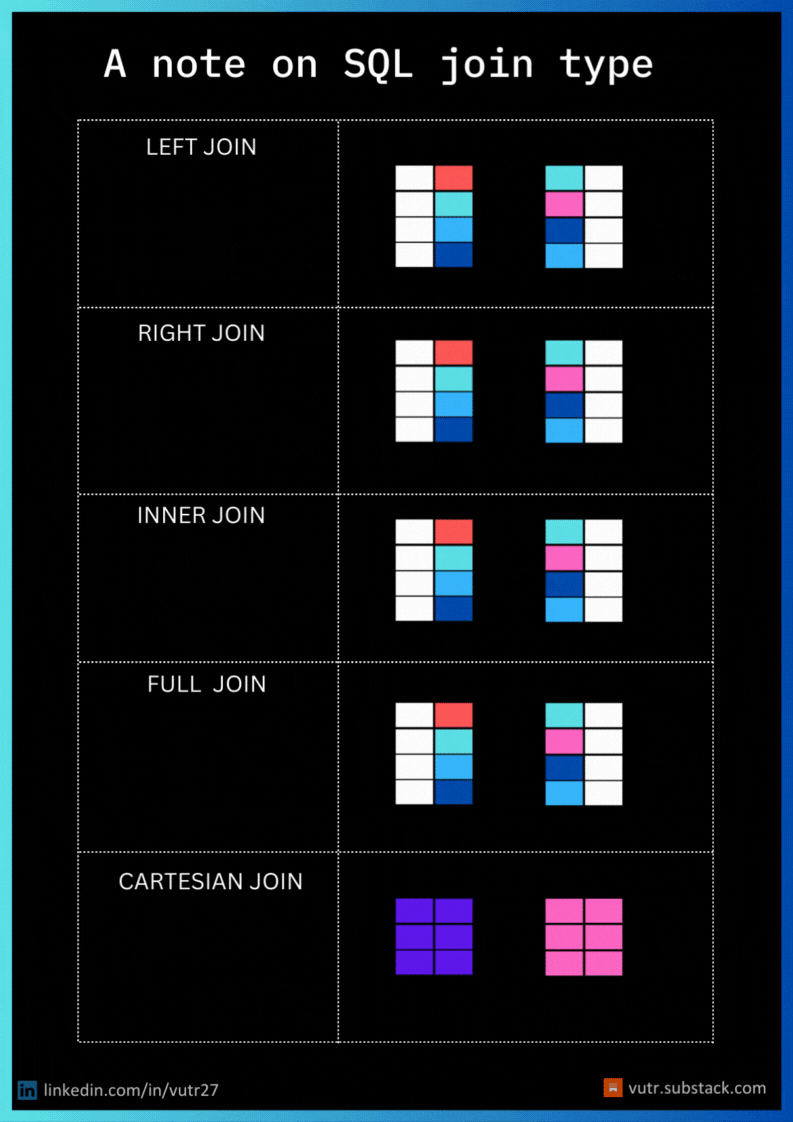 A note on SQL join type
LEFT JOIN
RIGHT JOIN
INNER JOIN
FULL JOIN
CARTESIAN JOIN
in linkedin.com/in/vutr27
vutr.substack.com